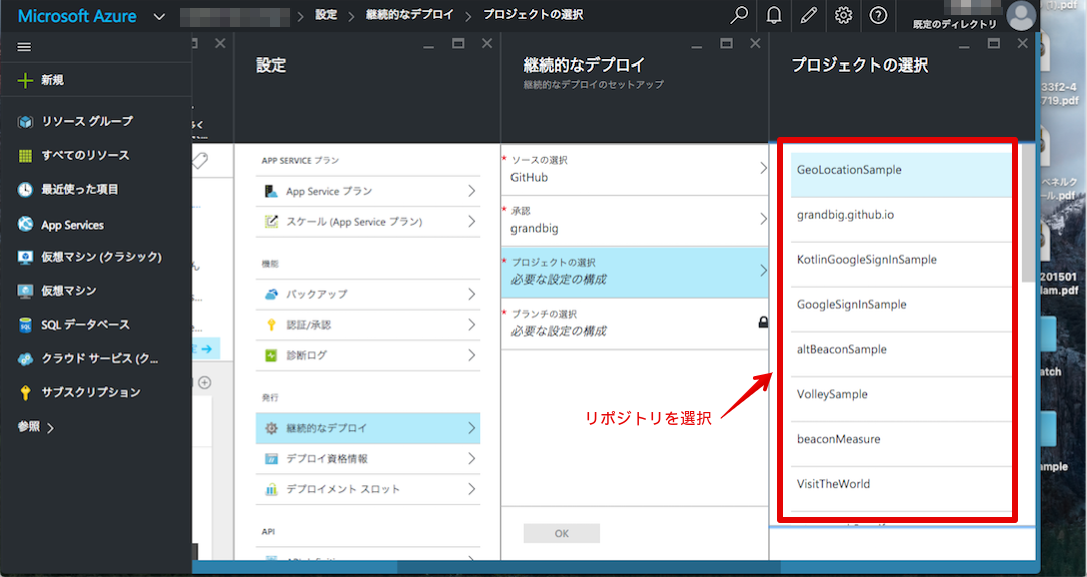 Microsoft Azure
設定
継続的なデプロイ
プロジェクトの選択
既定のディレクトリ
新規
リソース グループ
すべてのリソース
最近使った項目
App Services
仮想マシン (クラシック)
仮想マシン
SQL データベース
クラウド サービス (ク...
サブスクリプション
参照
設定
APP SERVICE プラン
App Service プラン
スケール (App Service プラン)
機能
バックアップ
認証/承認
診断ログ
発行
継続的なデプロイ
デプロイ資格情報
デプロイメント スロット
API
継続的なデプロイ
継続的なデプロイのセットアップ
* ソースの選択
GitHub
* 承認
grandbig
* プロジェクトの選択
必要な設定の構成
* ブランチの選択
必要な設定の構成
リポジトリを選択
OK
プロジェクトの選択
GeoLocationSample
grandbig.github.io
KotlinGoogleSignInSample
GoogleSignInSample
altBeaconSample
VolleySample
beaconMeasure
VisitTheWorld
33f2-4
719.pdf
ベネルク
ール.pdf
201501
lam.pdf
atch
mple